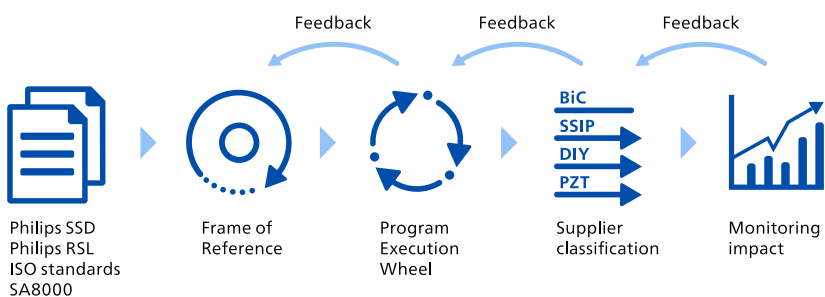 Feedback
Feedback
Feedback
BiC
SSIP
DIY
PZT
Philips SSD
Philips RSL
ISO standards
SA8000
Frame of
Reference
Program
Execution
Wheel
Supplier
classification
Monitoring
impact